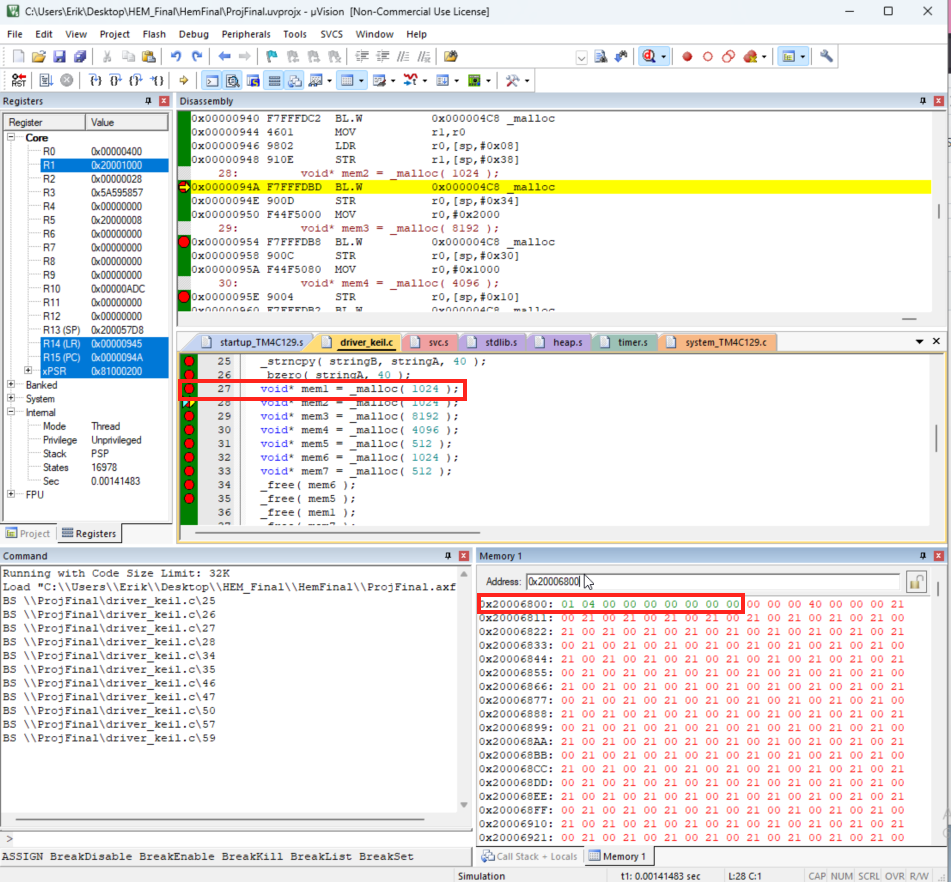 C:\Users\Erik\Desktop\HEM_Final\HemFinal\ProjFinal.uvprojx - µVision [Non-Commercial Use License]
File Edit View Project Flash Debug Peripherals Tools SVCS Window Help
Registers
Register Value
Core
R0 0x00000400
R1 0x20001000
R2 0x00000028
R3 0x5A595857
R4 0x00000000
R5 0x20000008
R6 0x00000000
R7 0x00000000
R8 0x00000000
R9 0x00000000
R10 0x00000ADC
R11 0x00000000
R12 0x00000000
R13 (SP) 0x200057D8
R14 (LR) 0x00000945
R15 (PC) 0x0000094A
xPSR 0x81000200
Banked
System
Internal
Mode Thread
Privilege Unprivileged
Stack PSP
States 16978
Sec 0.00141483
FPU
Project Registers
Disassembly
0x00000940 F7FFFDC2 BL.W 0x000004C8 _malloc
0x00000944 4601 MOV r1,r0
0x00000946 9802 LDR r0,[sp,#0x08]
0x00000948 910E STR r1,[sp,#0x38]
28: void* mem2 = _malloc( 1024 );
0x0000094A F7FFFDBD BL.W 0x000004C8 _malloc
0x0000094E 900D STR r0,[sp,#0x34]
0x00000950 F44F5000 MOV r0,#0x2000
29: void* mem3 = _malloc( 8192 );
0x00000954 F7FFFDB8 BL.W 0x000004C8 _malloc
0x00000958 900C STR r0,[sp,#0x30]
0x0000095A F44F5080 MOV r0,#0x1000
30: void* mem4 = _malloc( 4096 );
0x0000095E 9004 STR r0,[sp,#0x10]
0x00000960 F7FFFDB2 BL.W 0x000004C8 _malloc
startup_TM4C129.s driver_keil.c svc.s stdlib.s heap.s timer.s system_TM4C129.c
25 _strncpy( stringB, stringA, 40 );
26 _bzero( stringA, 40 );
27 void* mem1 = _malloc( 1024 );
28 void* mem2 = _malloc( 1024 );
29 void* mem3 = _malloc( 8192 );
30 void* mem4 = _malloc( 4096 );
31 void* mem5 = _malloc( 512 );
32 void* mem6 = _malloc( 1024 );
33 void* mem7 = _malloc( 512 );
34 _free( mem6 );
35 _free( mem5 );
36 _free( mem1 );
Command
Running with Code Size Limit: 32K
Load "C:\\Users\\Erik\\Desktop\\HEM_Final\\HemFinal\\ProjFinal.axf
BS \\ProjFinal\driver_keil.c\25
BS \\ProjFinal\driver_keil.c\26
BS \\ProjFinal\driver_keil.c\27
BS \\ProjFinal\driver_keil.c\28
BS \\ProjFinal\driver_keil.c\34
BS \\ProjFinal\driver_keil.c\35
BS \\ProjFinal\driver_keil.c\46
BS \\ProjFinal\driver_keil.c\47
BS \\ProjFinal\driver_keil.c\50
BS \\ProjFinal\driver_keil.c\57
BS \\ProjFinal\driver_keil.c\59
>
ASSIGN BreakDisable BreakEnable BreakKill BreakList BreakSet
Memory 1
Address: 0x20006800
0x20006800: 01 04 00 00 00 00 00 00 00 00 00 00 40 00 00 00 21
0x20006811: 00 21 00 21 00 21 00 21 00 21 00 21 00 21 00 21 00
0x20006822: 21 00 21 00 21 00 21 00 21 00 21 00 21 00 21 00 21
0x20006833: 00 21 00 21 00 21 00 21 00 21 00 21 00 21 00 21 00
0x20006844: 21 00 21 00 21 00 21 00 21 00 21 00 21 00 21 00 21
0x20006855: 00 21 00 21 00 21 00 21 00 21 00 21 00 21 00 21 00
0x20006866: 21 00 21 00 21 00 21 00 21 00 21 00 21 00 21 00 21
0x20006877: 00 21 00 21 00 21 00 21 00 21 00 21 00 21 00 21 00
0x20006888: 21 00 21 00 21 00 21 00 21 00 21 00 21 00 21 00 21
0x20006899: 00 21 00 21 00 21 00 21 00 21 00 21 00 21 00 21 00
0x200068AA: 21 00 21 00 21 00 21 00 21 00 21 00 21 00 21 00 21
0x200068BB: 00 21 00 21 00 21 00 21 00 21 00 21 00 21 00 21 00
0x200068CC: 21 00 21 00 21 00 21 00 21 00 21 00 21 00 21 00 21
0x200068DD: 00 21 00 21 00 21 00 21 00 21 00 21 00 21 00 21 00
0x200068EE: 21 00 21 00 21 00 21 00 21 00 21 00 21 00 21 00 21
0x200068FF: 00 21 00 21 00 21 00 21 00 21 00 21 00 21 00 21 00
0x20006910: 21 00 21 00 21 00 21 00 21 00 21 00 21 00 21 00 21
0x20006921: 00 21 00 21 00 21 00 21 00 21 00 21 00 21 00 21 00
Call Stack + Locals Memory 1
Simulation t1: 0.00141483 sec L:28 C:1 CAP NUM SCRL OVR R/W